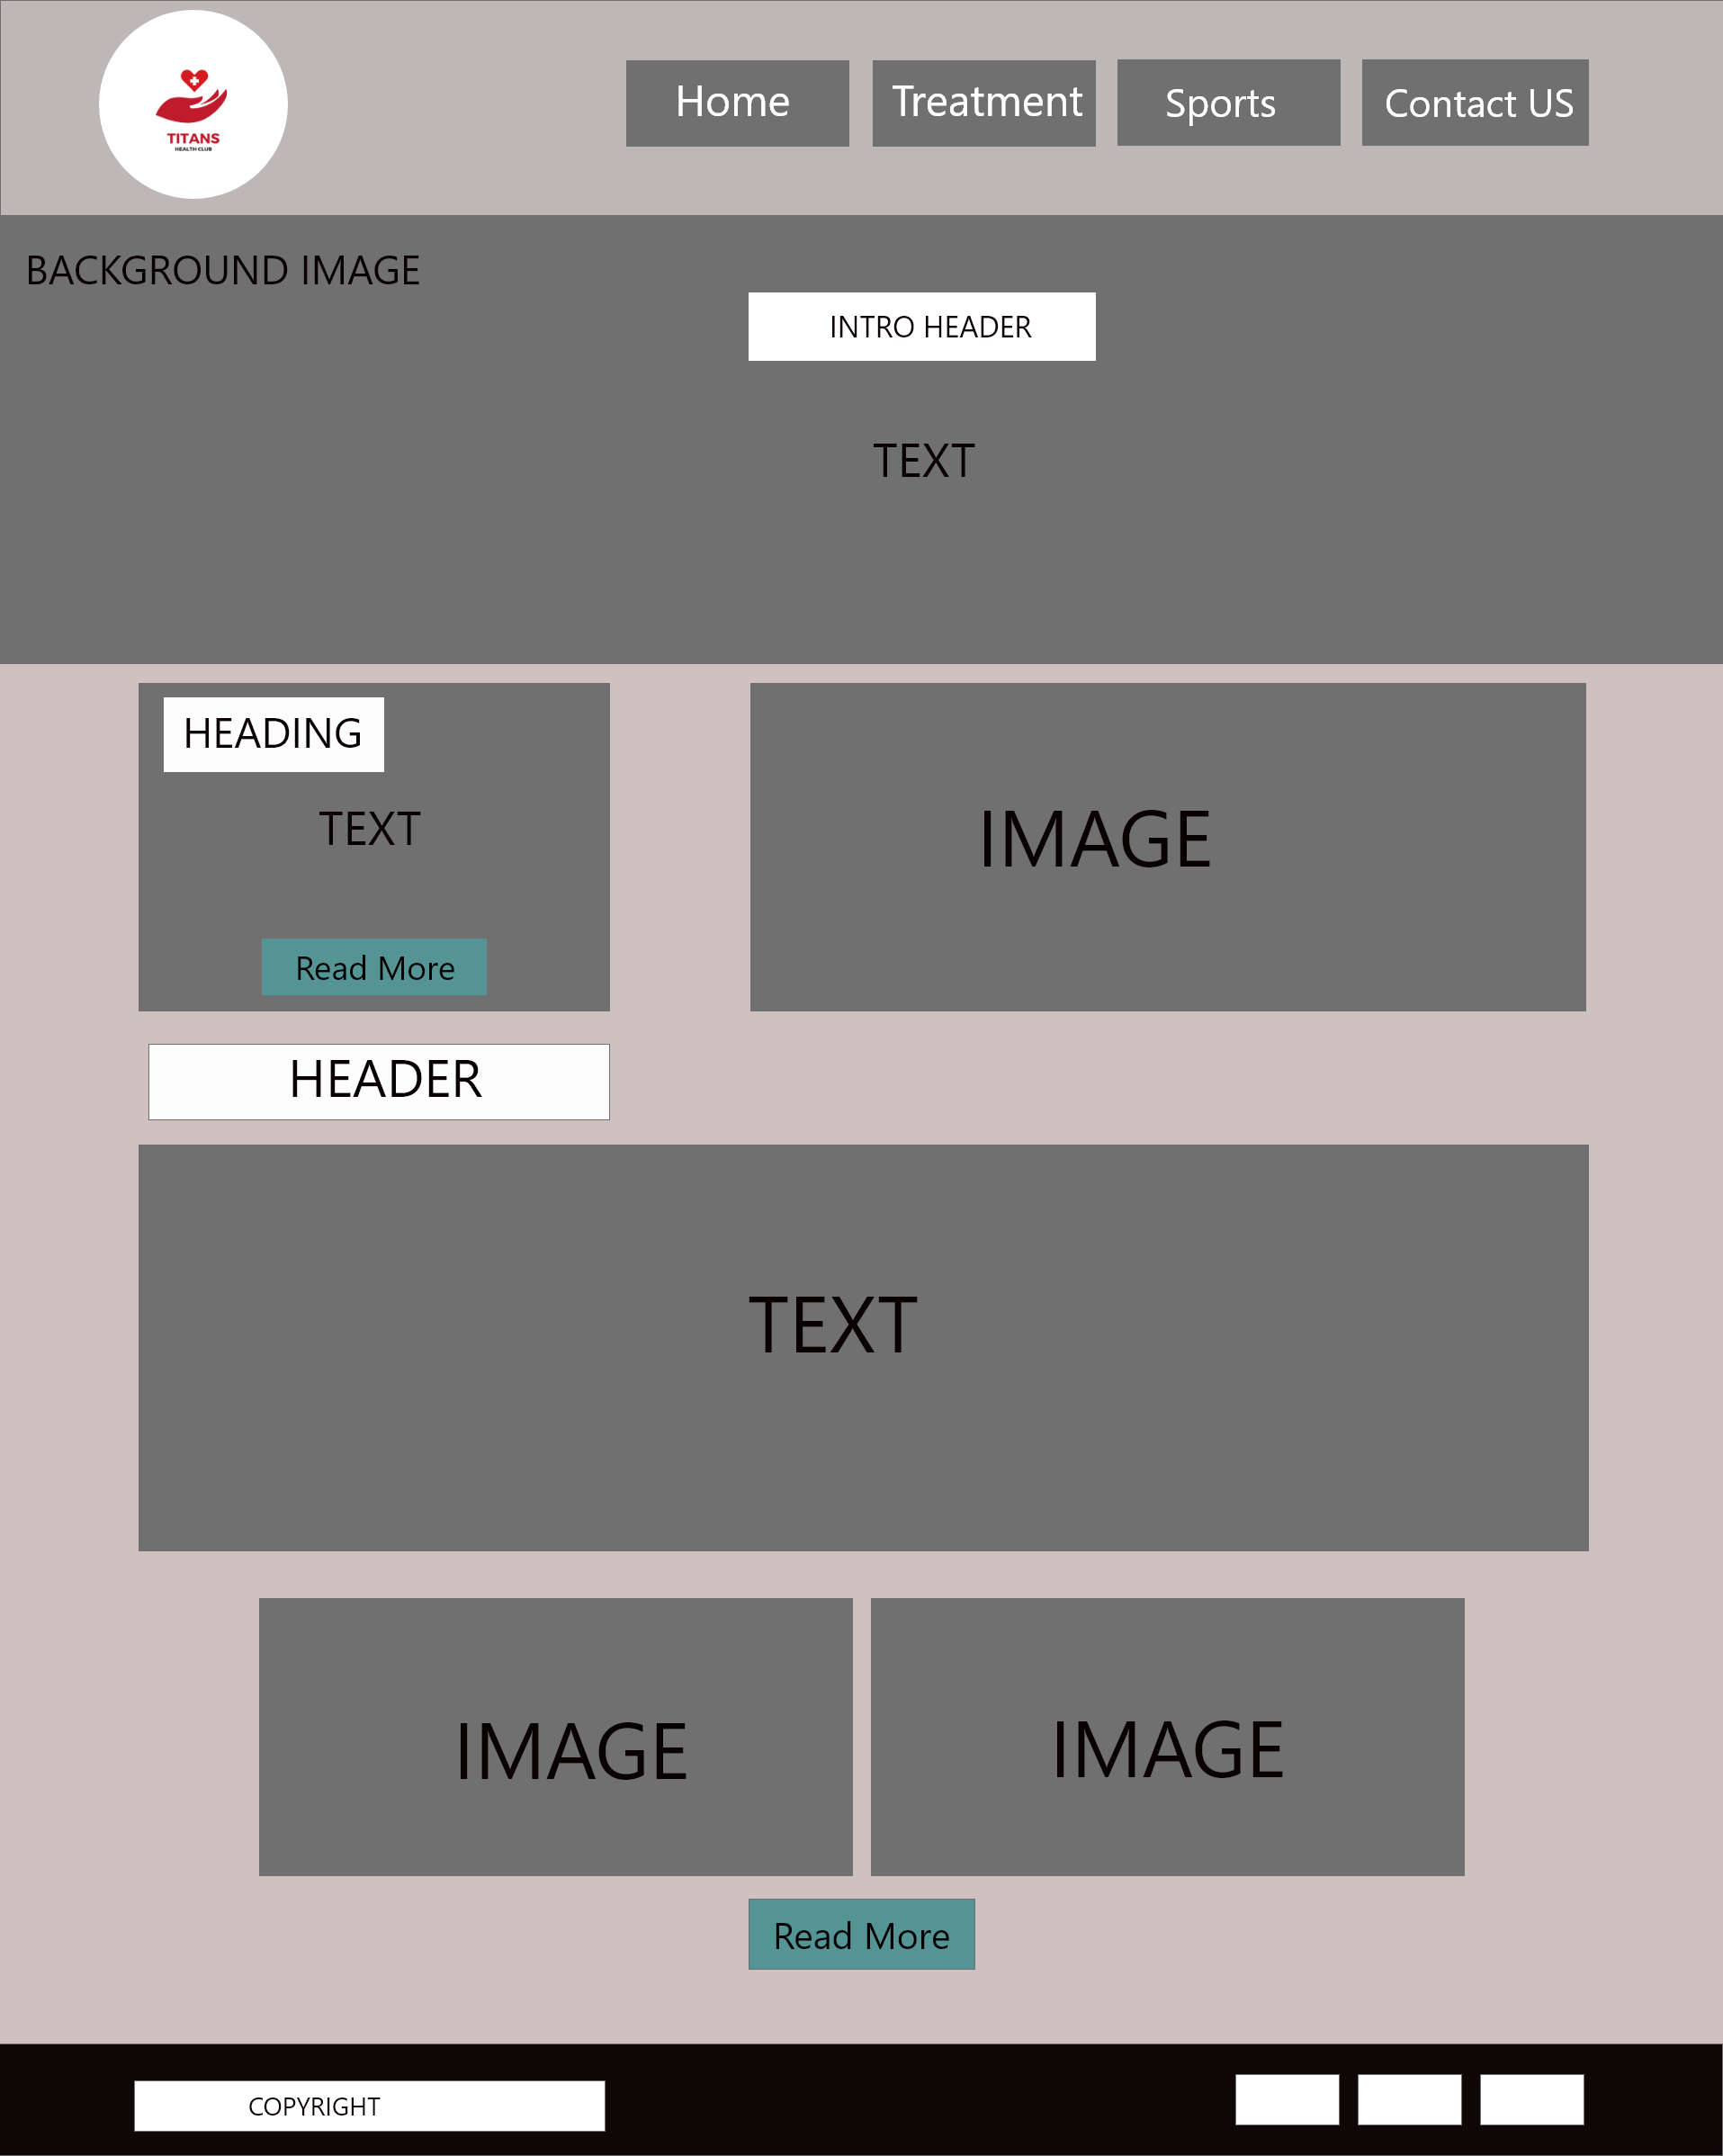 TITANS
HEALTH CLUB
Home
Treatment
Sports
Contact US
BACKGROUND IMAGE
INTRO HEADER
TEXT
HEADING
TEXT
Read More
IMAGE
HEADER
TEXT
IMAGE
IMAGE
Read More
COPYRIGHT